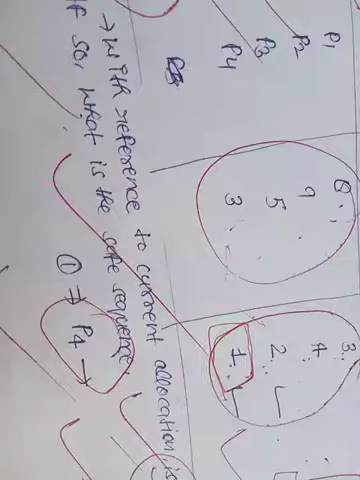 P1 8 3
P2 9 4
P3 5 2
P4 3 1
→ with reference to current allocation is
If so, what is the safe sequence.
① ⇒ P4 →